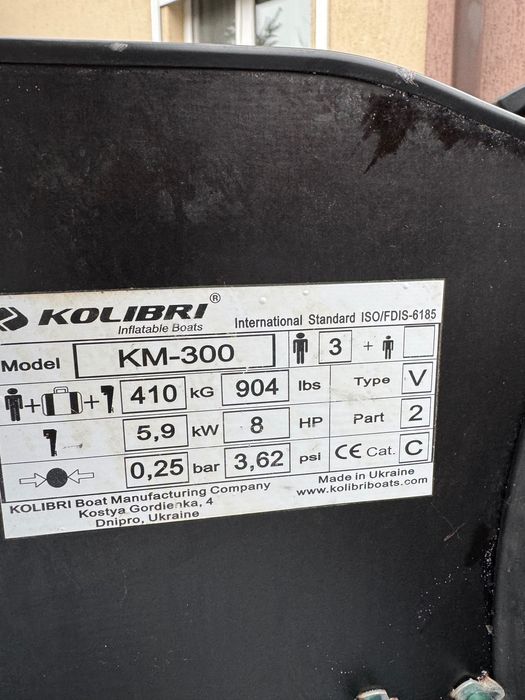 KOLIBRI®
Inflatable Boats
International Standard ISO/FDIS-6185
Model KM-300 3 +
+ + 410 KG 904 lbs Type V
5,9 KW 8 HP Part 2
0,25 bar 3,62 psi CE Cat. C
KOLIBRI Boat Manufacturing Company
Kostya Gordienka, 4
Dnipro, Ukraine
Made in Ukraine
www.kolibriboats.com